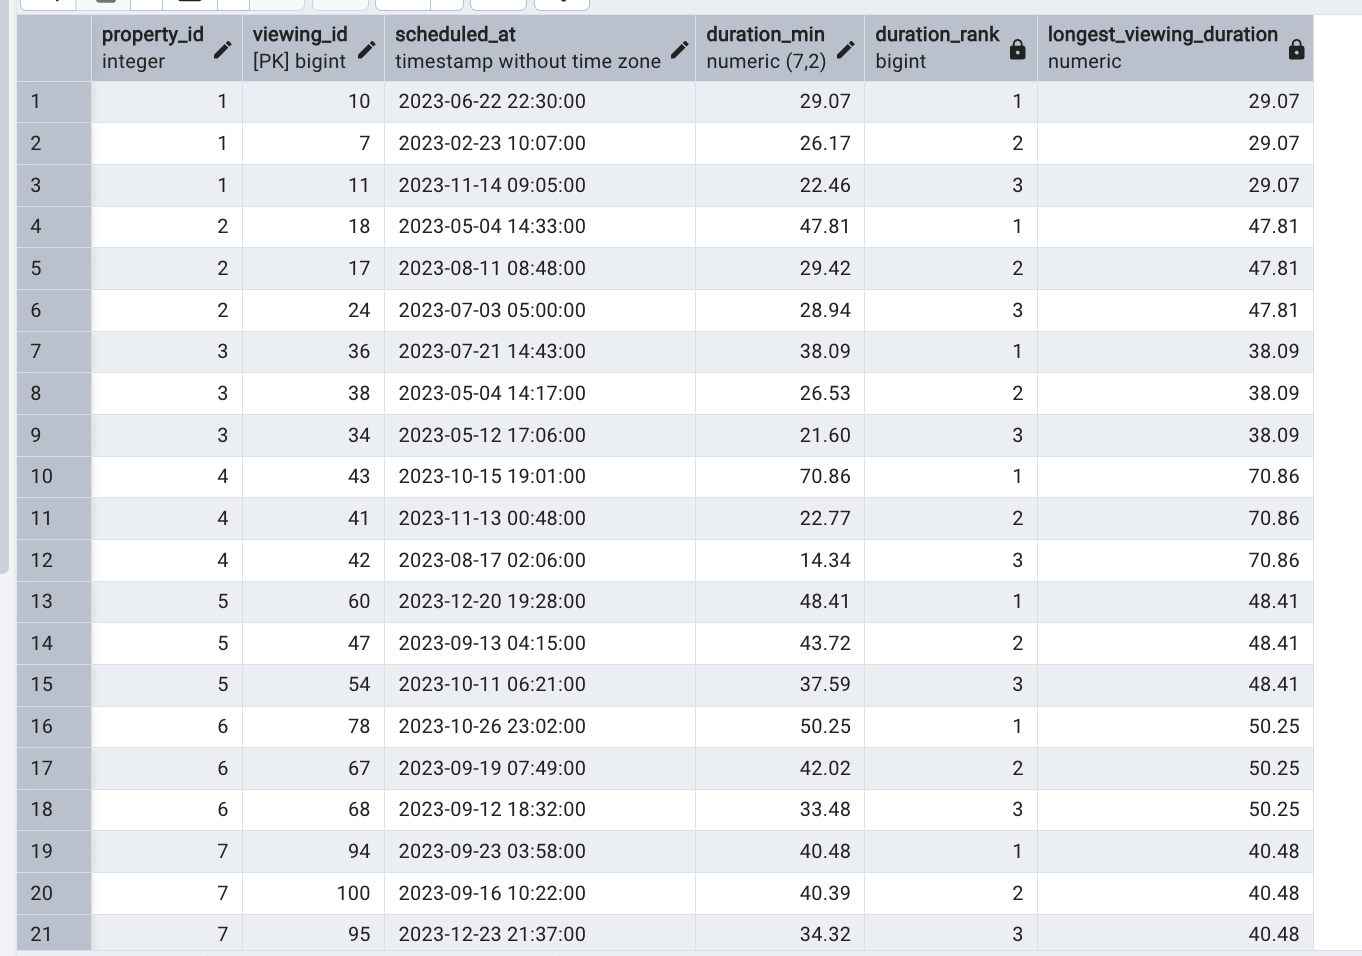 property_id viewing_id scheduled_at duration_min duration_rank longest_viewing_duration
integer [PK] bigint timestamp without time zone numeric (7,2) bigint numeric
1 1 10 2023-06-22 22:30:00 29.07 1 29.07
2 1 7 2023-02-23 10:07:00 26.17 2 29.07
3 1 11 2023-11-14 09:05:00 22.46 3 29.07
4 2 18 2023-05-04 14:33:00 47.81 1 47.81
5 2 17 2023-08-11 08:48:00 29.42 2 47.81
6 2 24 2023-07-03 05:00:00 28.94 3 47.81
7 3 36 2023-07-21 14:43:00 38.09 1 38.09
8 3 38 2023-05-04 14:17:00 26.53 2 38.09
9 3 34 2023-05-12 17:06:00 21.60 3 38.09
10 4 43 2023-10-15 19:01:00 70.86 1 70.86
11 4 41 2023-11-13 00:48:00 22.77 2 70.86
12 4 42 2023-08-17 02:06:00 14.34 3 70.86
13 5 60 2023-12-20 19:28:00 48.41 1 48.41
14 5 47 2023-09-13 04:15:00 43.72 2 48.41
15 5 54 2023-10-11 06:21:00 37.59 3 48.41
16 6 78 2023-10-26 23:02:00 50.25 1 50.25
17 6 67 2023-09-19 07:49:00 42.02 2 50.25
18 6 68 2023-09-12 18:32:00 33.48 3 50.25
19 7 94 2023-09-23 03:58:00 40.48 1 40.48
20 7 100 2023-09-16 10:22:00 40.39 2 40.48
21 7 95 2023-12-23 21:37:00 34.32 3 40.48